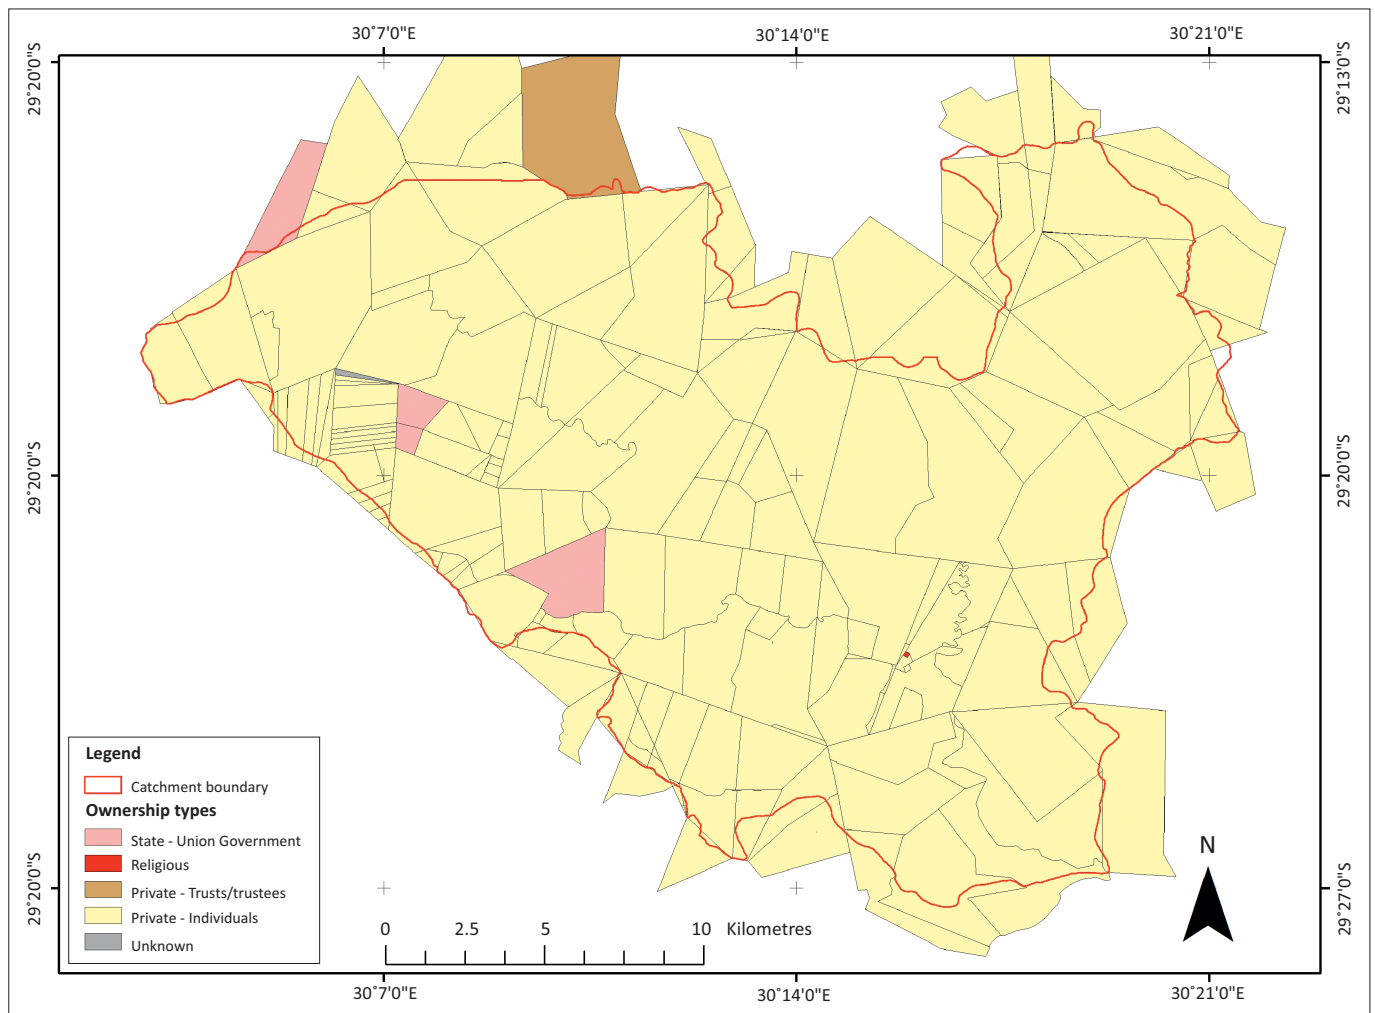 30°7'0"E 30°14'0"E 30°21'0"E
29°20'0"S 29°13'0"S
29°20'0"S 29°20'0"S
29°20'0"S 29°27'0"S
Legend
Catchment boundary
Ownership types
State - Union Government
Religious
Private - Trusts/trustees
Private - Individuals
Unknown
0 2.5 5 10 Kilometres
N
30°7'0"E 30°14'0"E 30°21'0"E